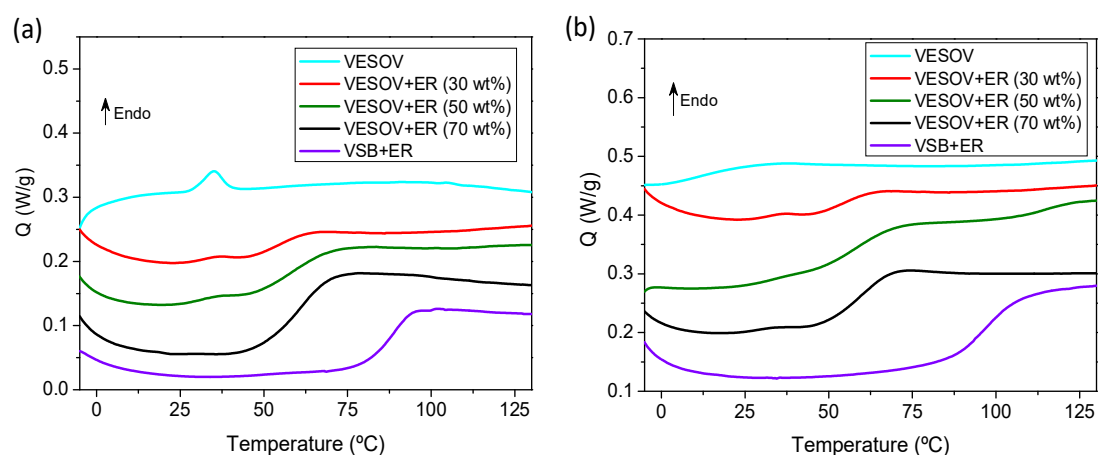 (a)
0.5
0.4
0.3
0.2
0.1
0.0
Q (W/g)
Endo
VESOV
VESOV+ER (30 wt%)
VESOV+ER (50 wt%)
VESOV+ER (70 wt%)
VSB+ER
0 25 50 75 100 125
Temperature (ºC)
(b)
0.7
0.6
0.5
0.4
0.3
0.2
0.1
Q (W/g)
Endo
VESOV
VESOV+ER (30 wt%)
VESOV+ER (50 wt%)
VESOV+ER (70 wt%)
VSB+ER
0 25 50 75 100 125
Temperature (ºC)